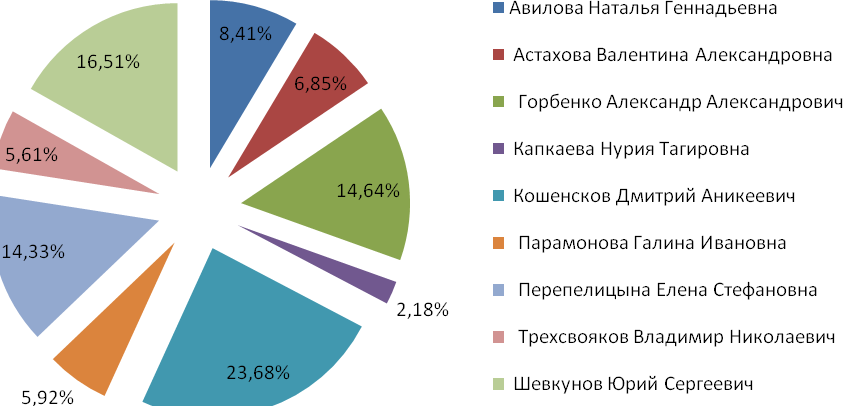 8,41%
6,85%
14,64%
2,18%
23,68%
5,92%
14,33%
5,61%
16,51%
Авилова Наталья Геннадьевна
Астахова Валентина Александровна
Горбенко Александр Александрович
Капкаева Нурия Тагировна
Кошенсков Дмитрий Аникеевич
Парамонова Галина Ивановна
Перепелицына Елена Стефановна
Трехсвояков Владимир Николаевич
Шевкунов Юрий Сергеевич